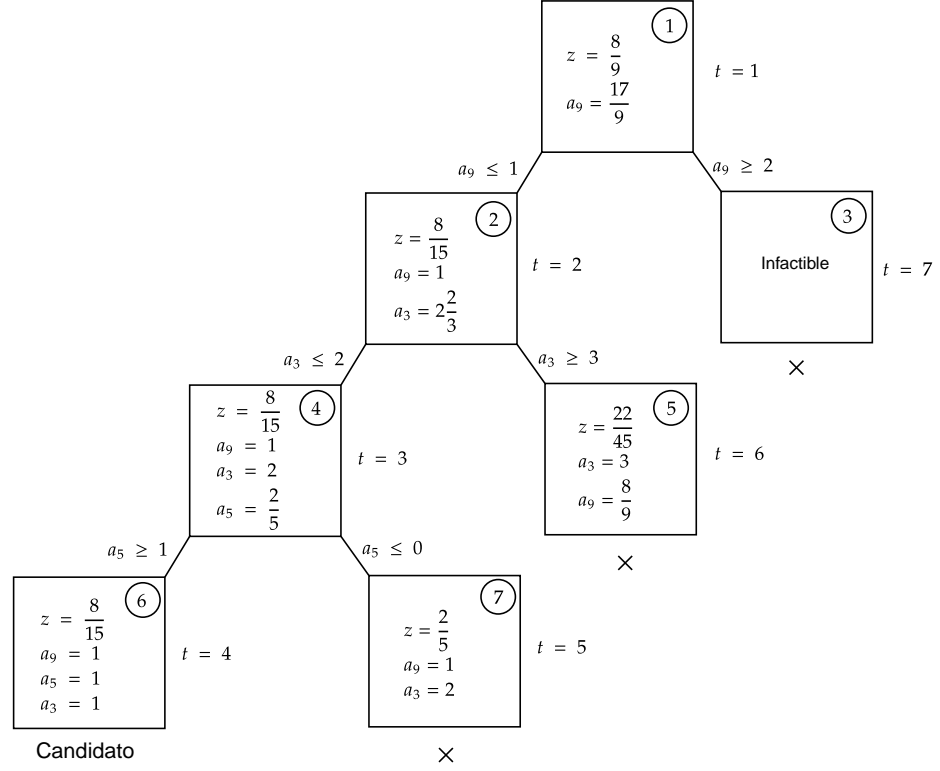 1
z = 8/9
a₉ = 17/9
t = 1
a₉ ≤ 1
a₉ ≥ 2
2
z = 8/15
a₉ = 1
a₃ = 2 2/3
t = 2
3
Infactible
t = 7
×
a₃ ≤ 2
a₃ ≥ 3
4
z = 8/15
a₉ = 1
a₃ = 2
a₅ = 2/5
t = 3
5
z = 22/45
a₃ = 3
a₉ = 8/9
t = 6
×
a₅ ≥ 1
a₅ ≤ 0
6
z = 8/15
a₉ = 1
a₅ = 1
a₃ = 1
t = 4
Candidato
7
z = 2/5
a₉ = 1
a₃ = 2
t = 5
×